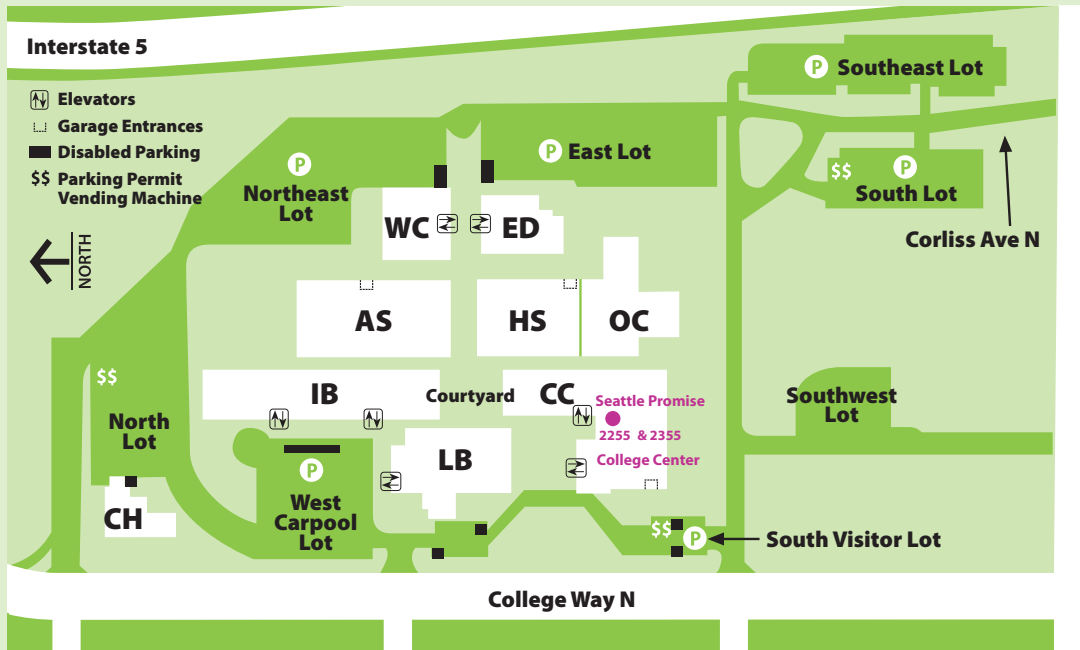 Interstate 5
Elevators
Garage Entrances
Disabled Parking
$$ Parking Permit
Vending Machine
NORTH
P Southeast Lot
P East Lot
P
Northeast
Lot
$$ P
South Lot
Corliss Ave N
WC
ED
AS
HS
OC
IB
Courtyard
CC
Seattle Promise
2255 & 2355
College Center
Southwest
Lot
$$
North
Lot
LB
P
West
Carpool
Lot
CH
$$ P
South Visitor Lot
College Way N